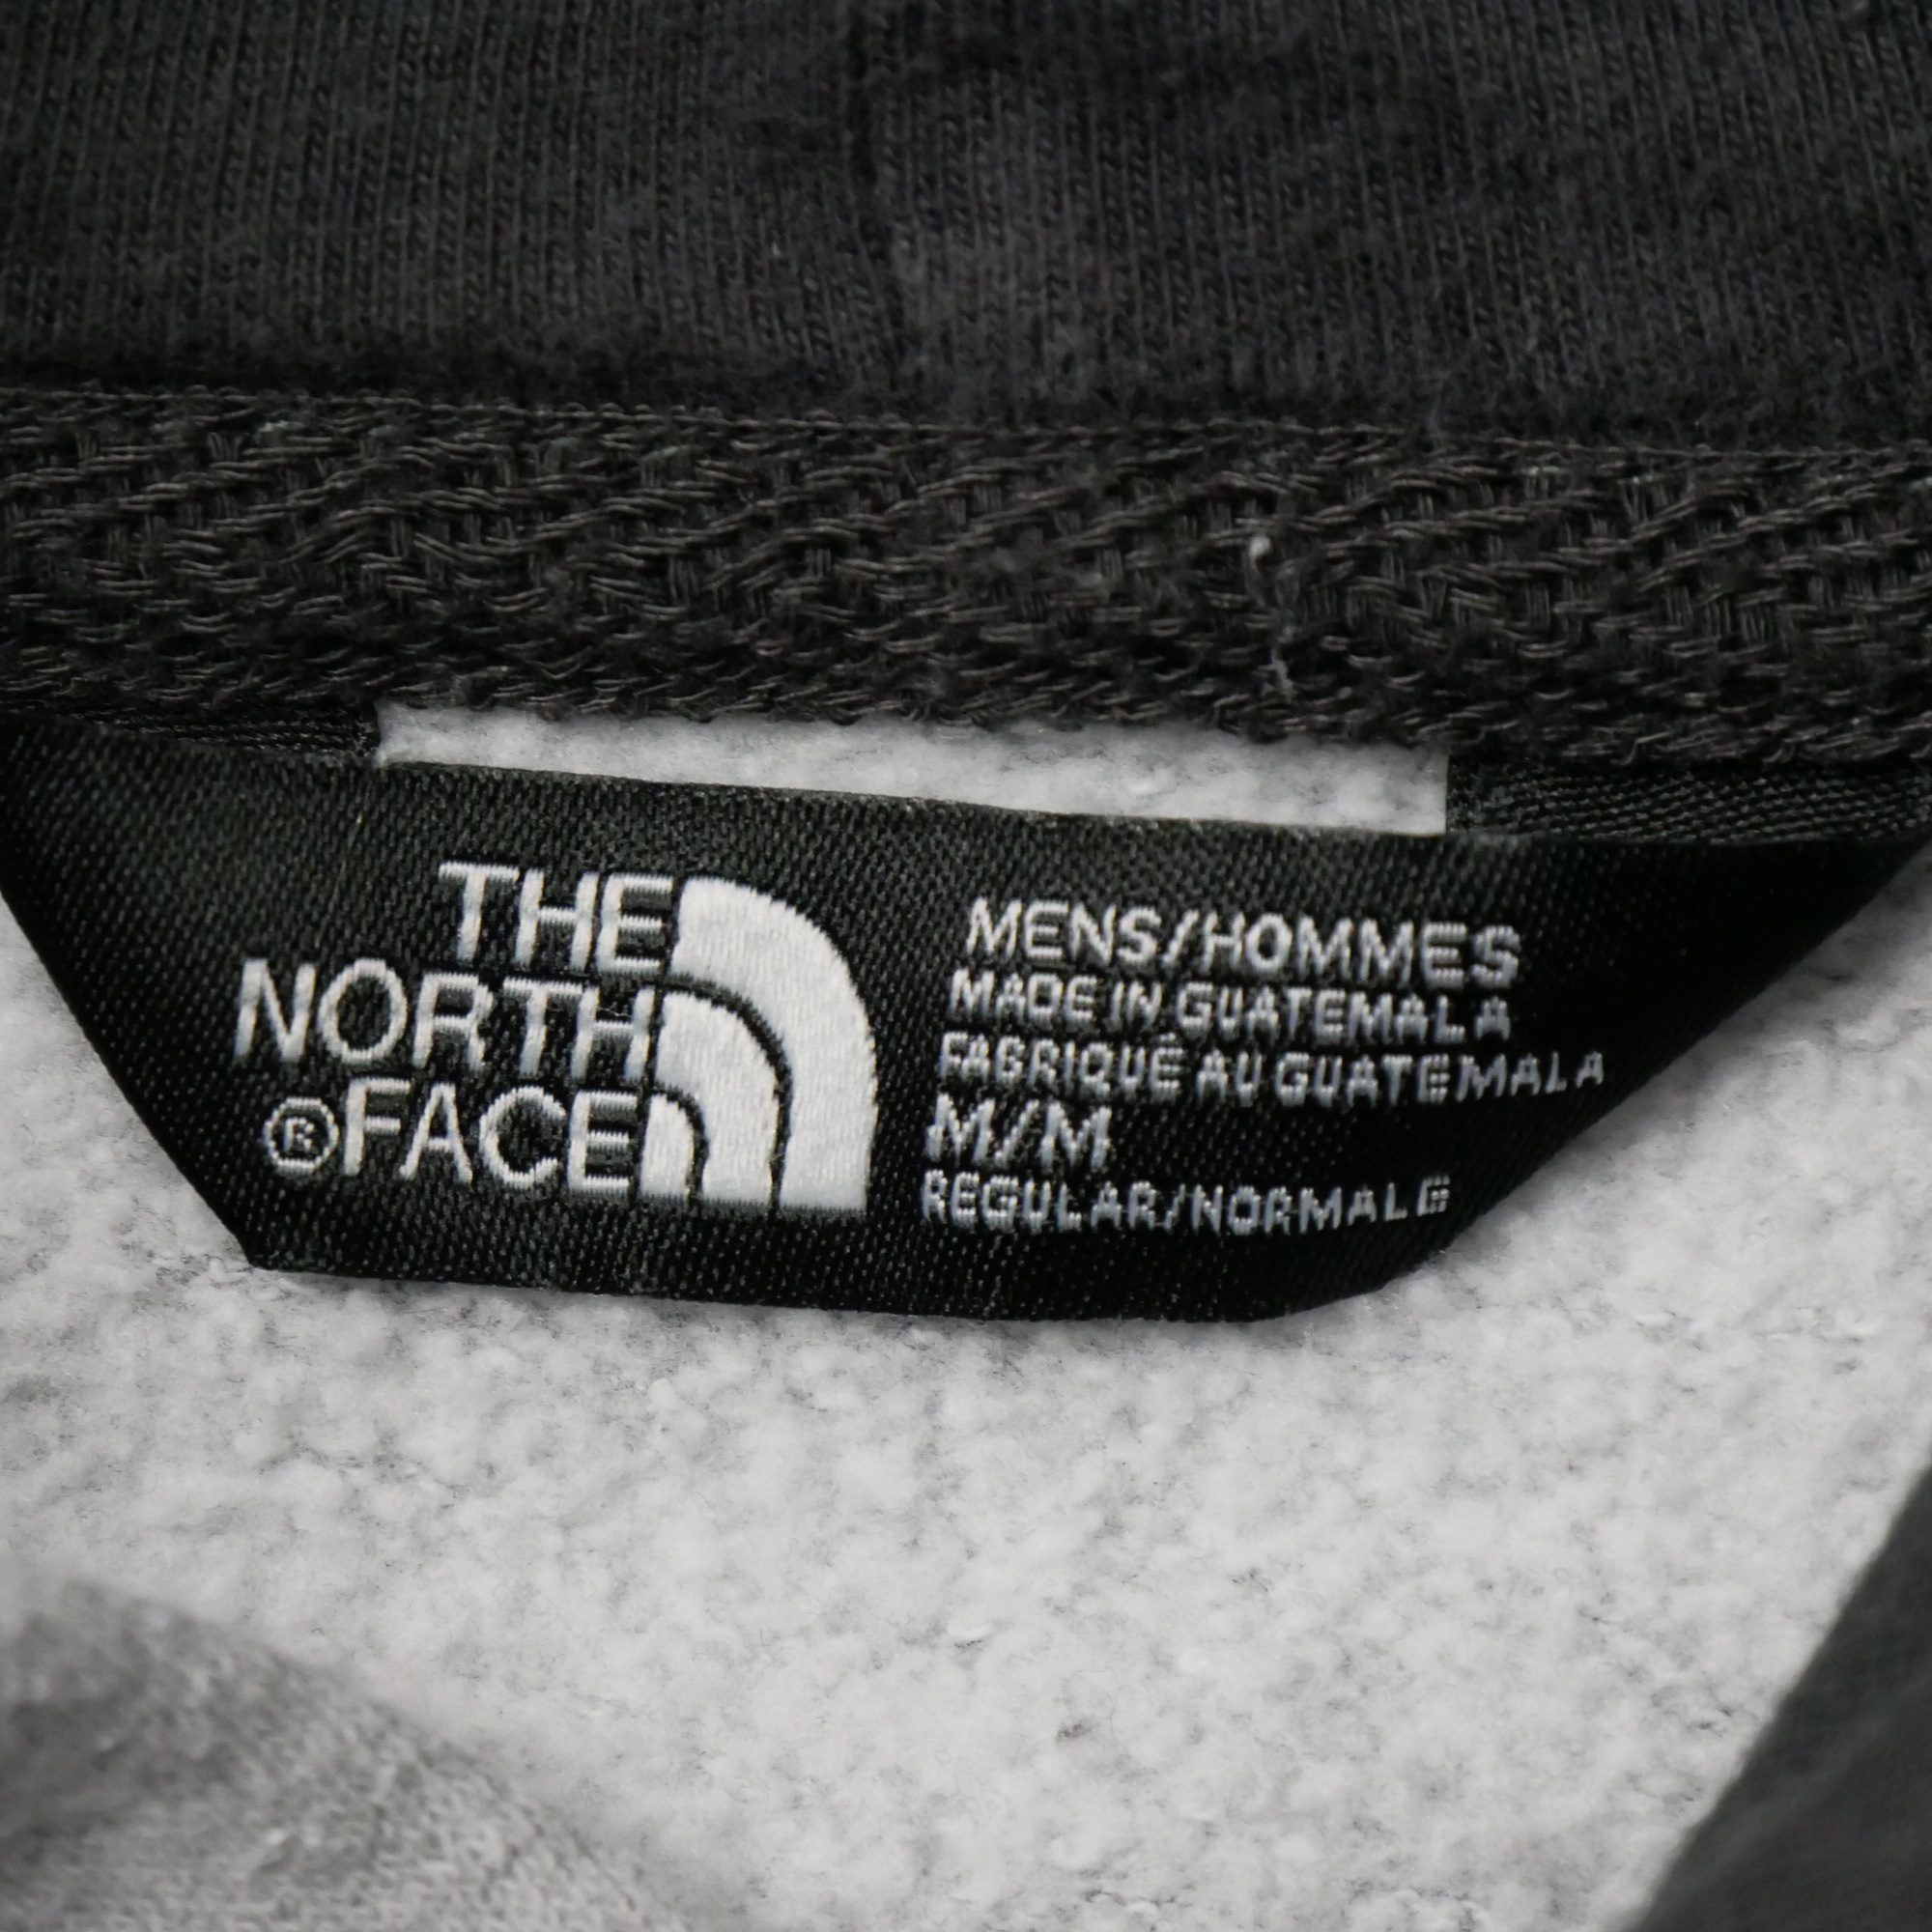 THE
NORTH
®FACE
MENS/HOMMES
MADE IN GUATEMALA
FABRIQUÉ AU GUATEMALA
M/M
REGULAR/NORMALE